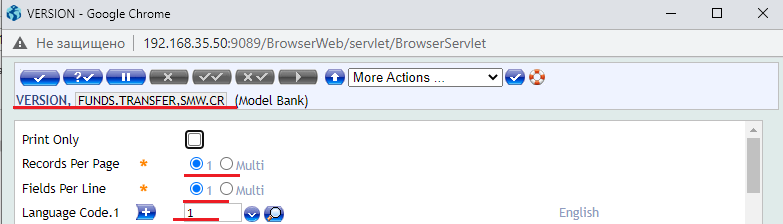 VERSION - Google Chrome
Не защищено 192.168.35.50:9089/BrowserWeb/servlet/BrowserServlet
More Actions ...
VERSION, FUNDS.TRANSFER,SMW.CR (Model Bank)
Print Only
Records Per Page * 1 Multi
Fields Per Line * 1 Multi
Language Code.1 1 English